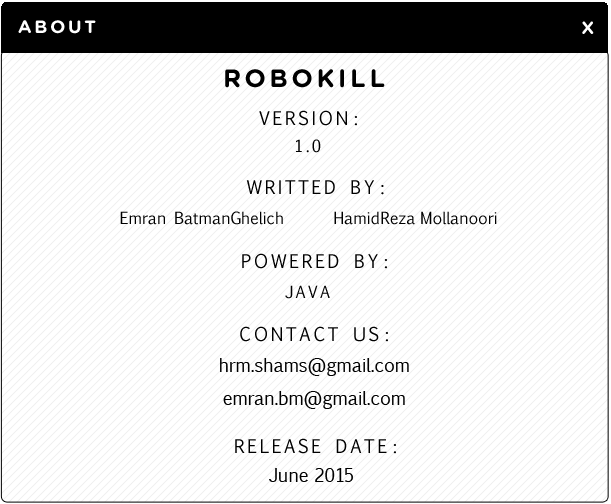 ABOUT X
ROBOKILL
VERSION:
1.0
WRITTED BY:
Emran BatmanGhelich HamidReza Mollanoori
POWERED BY:
JAVA
CONTACT US:
hrm.shams@gmail.com
emran.bm@gmail.com
RELEASE DATE:
June 2015